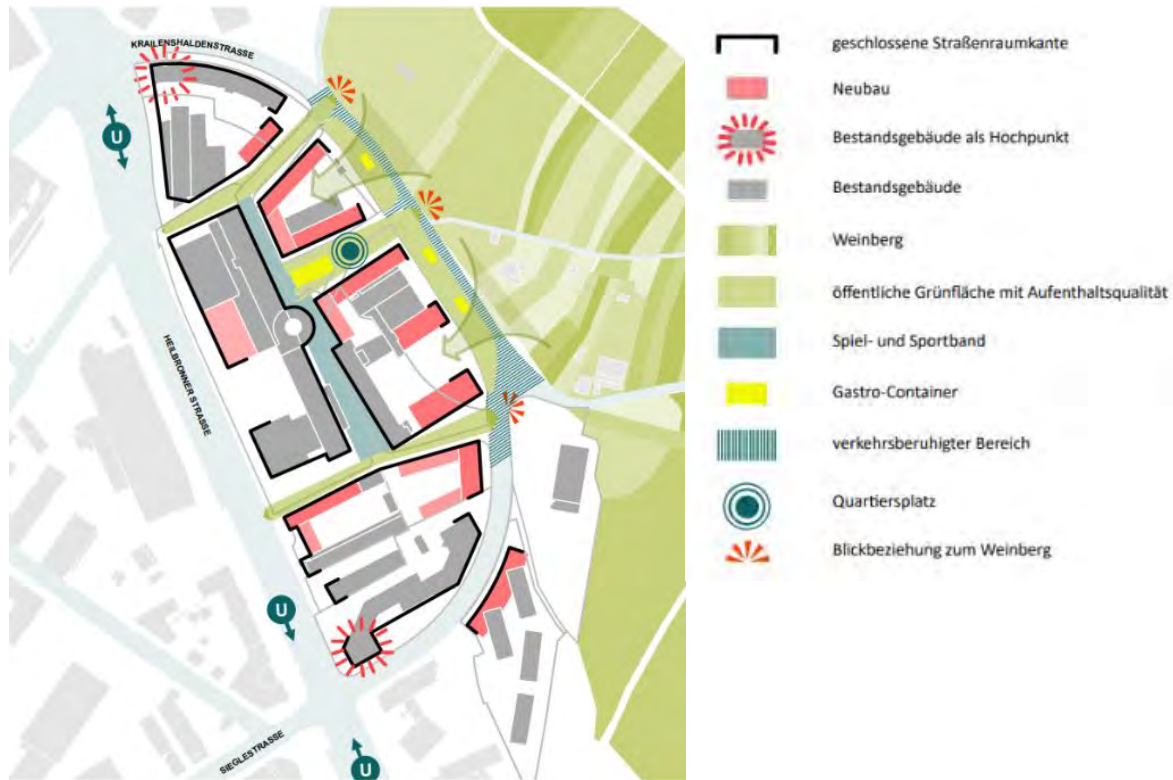 KRAILENSHALDENSTRASSE
U
HEILBRONNER STRASSE
U
SIEGLESTRASSE
U
geschlossene Straßenraumkante
Neubau
Bestandsgebäude als Hochpunkt
Bestandsgebäude
Weinberg
öffentliche Grünfläche mit Aufenthaltsqualität
Spiel- und Sportband
Gastro-Container
verkehrsberuhigter Bereich
Quartiersplatz
Blickbeziehung zum Weinberg